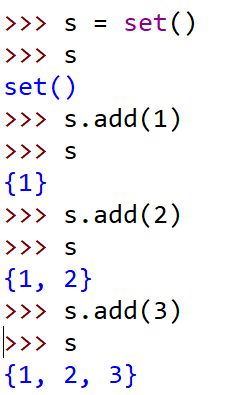 >>> s = set()
>>> s
set()
>>> s.add(1)
>>> s
{1}
>>> s.add(2)
>>> s
{1, 2}
>>> s.add(3)
>>> s
{1, 2, 3}